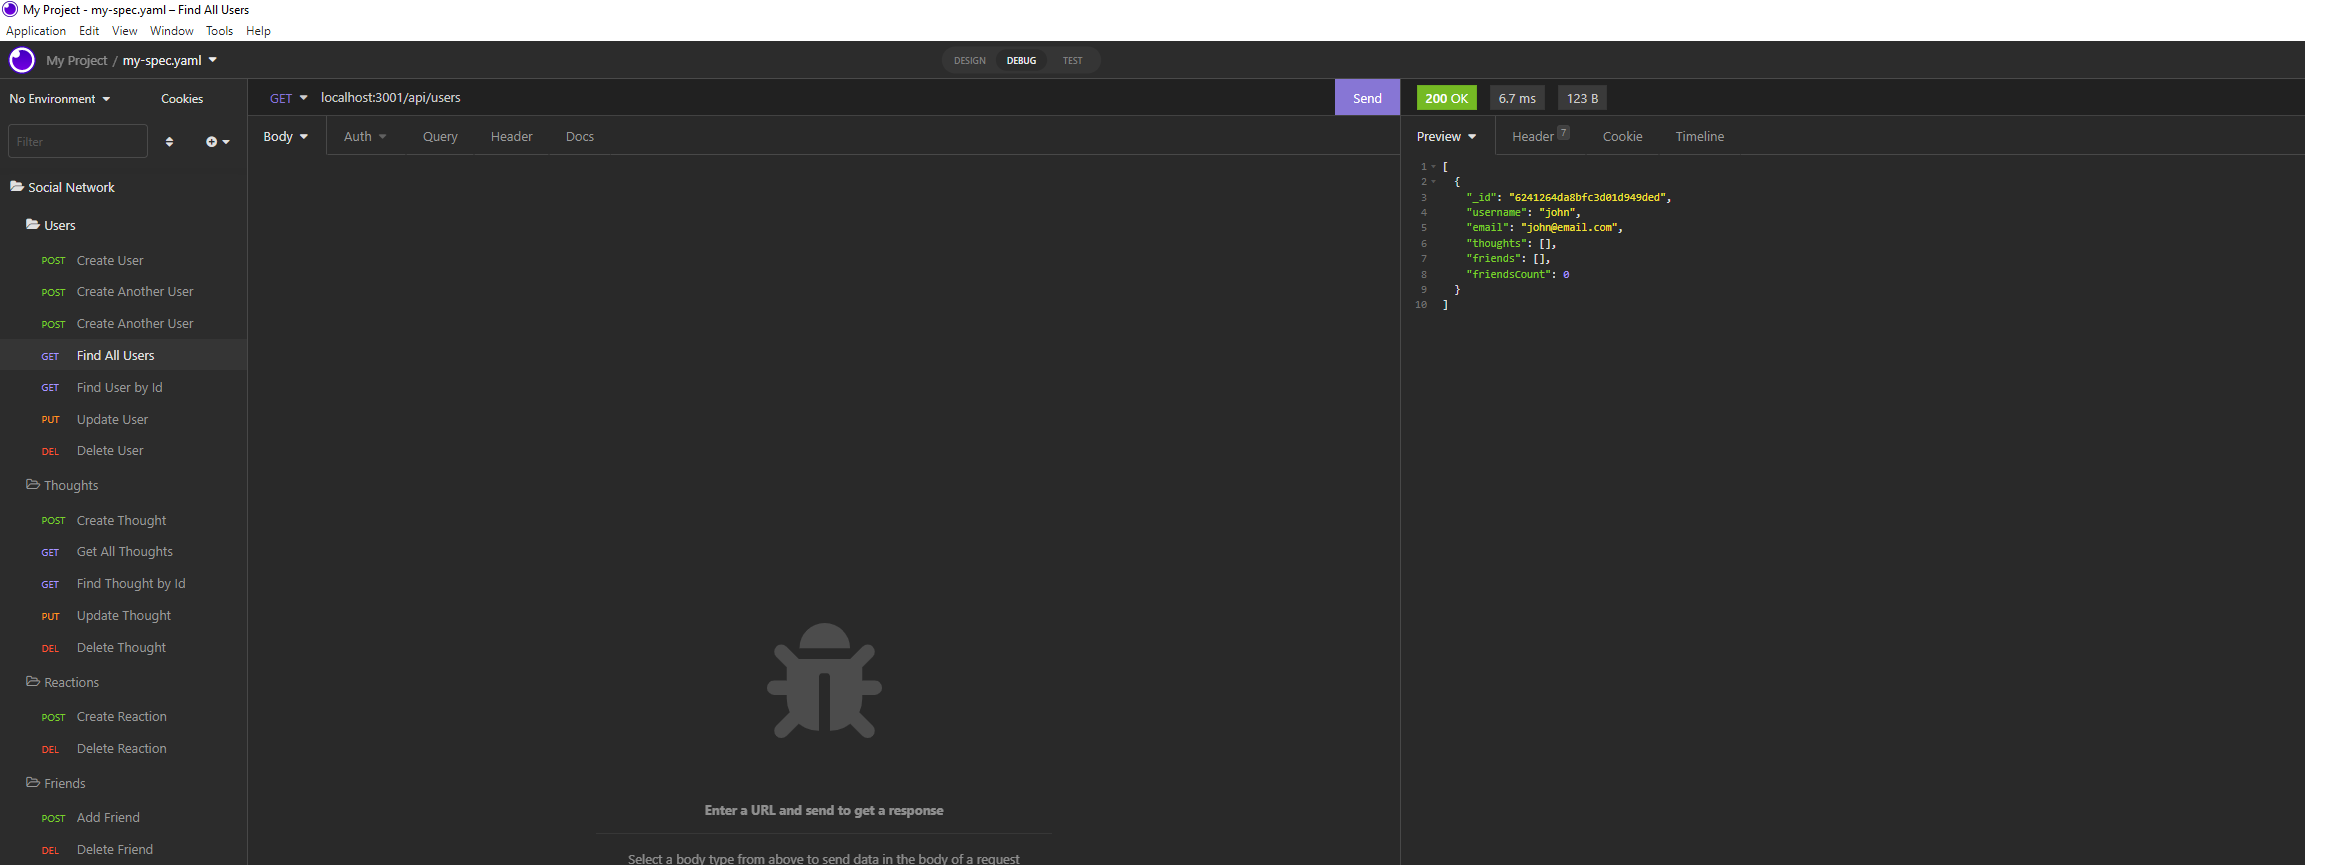 My Project - my-spec.yaml – Find All Users
Application Edit View Window Tools Help
My Project / my-spec.yaml
DESIGN DEBUG TEST
No Environment Cookies
GET localhost:3001/api/users Send
200 OK 6.7 ms 123 B
Filter
Body Auth Query Header Docs
Preview Header 7 Cookie Timeline
Social Network
Users
POST Create User
POST Create Another User
POST Create Another User
GET Find All Users
GET Find User by Id
PUT Update User
DEL Delete User
Thoughts
POST Create Thought
GET Get All Thoughts
GET Find Thought by Id
PUT Update Thought
DEL Delete Thought
Reactions
POST Create Reaction
DEL Delete Reaction
Friends
POST Add Friend
DEL Delete Friend
Enter a URL and send to get a response
Select a body type from above to send data in the body of a request
1 [
2 {
3 "_id": "6241264da8bfc3d01d949ded",
4 "username": "john",
5 "email": "john@email.com",
6 "thoughts": [],
7 "friends": [],
8 "friendsCount": 0
9 }
10 ]